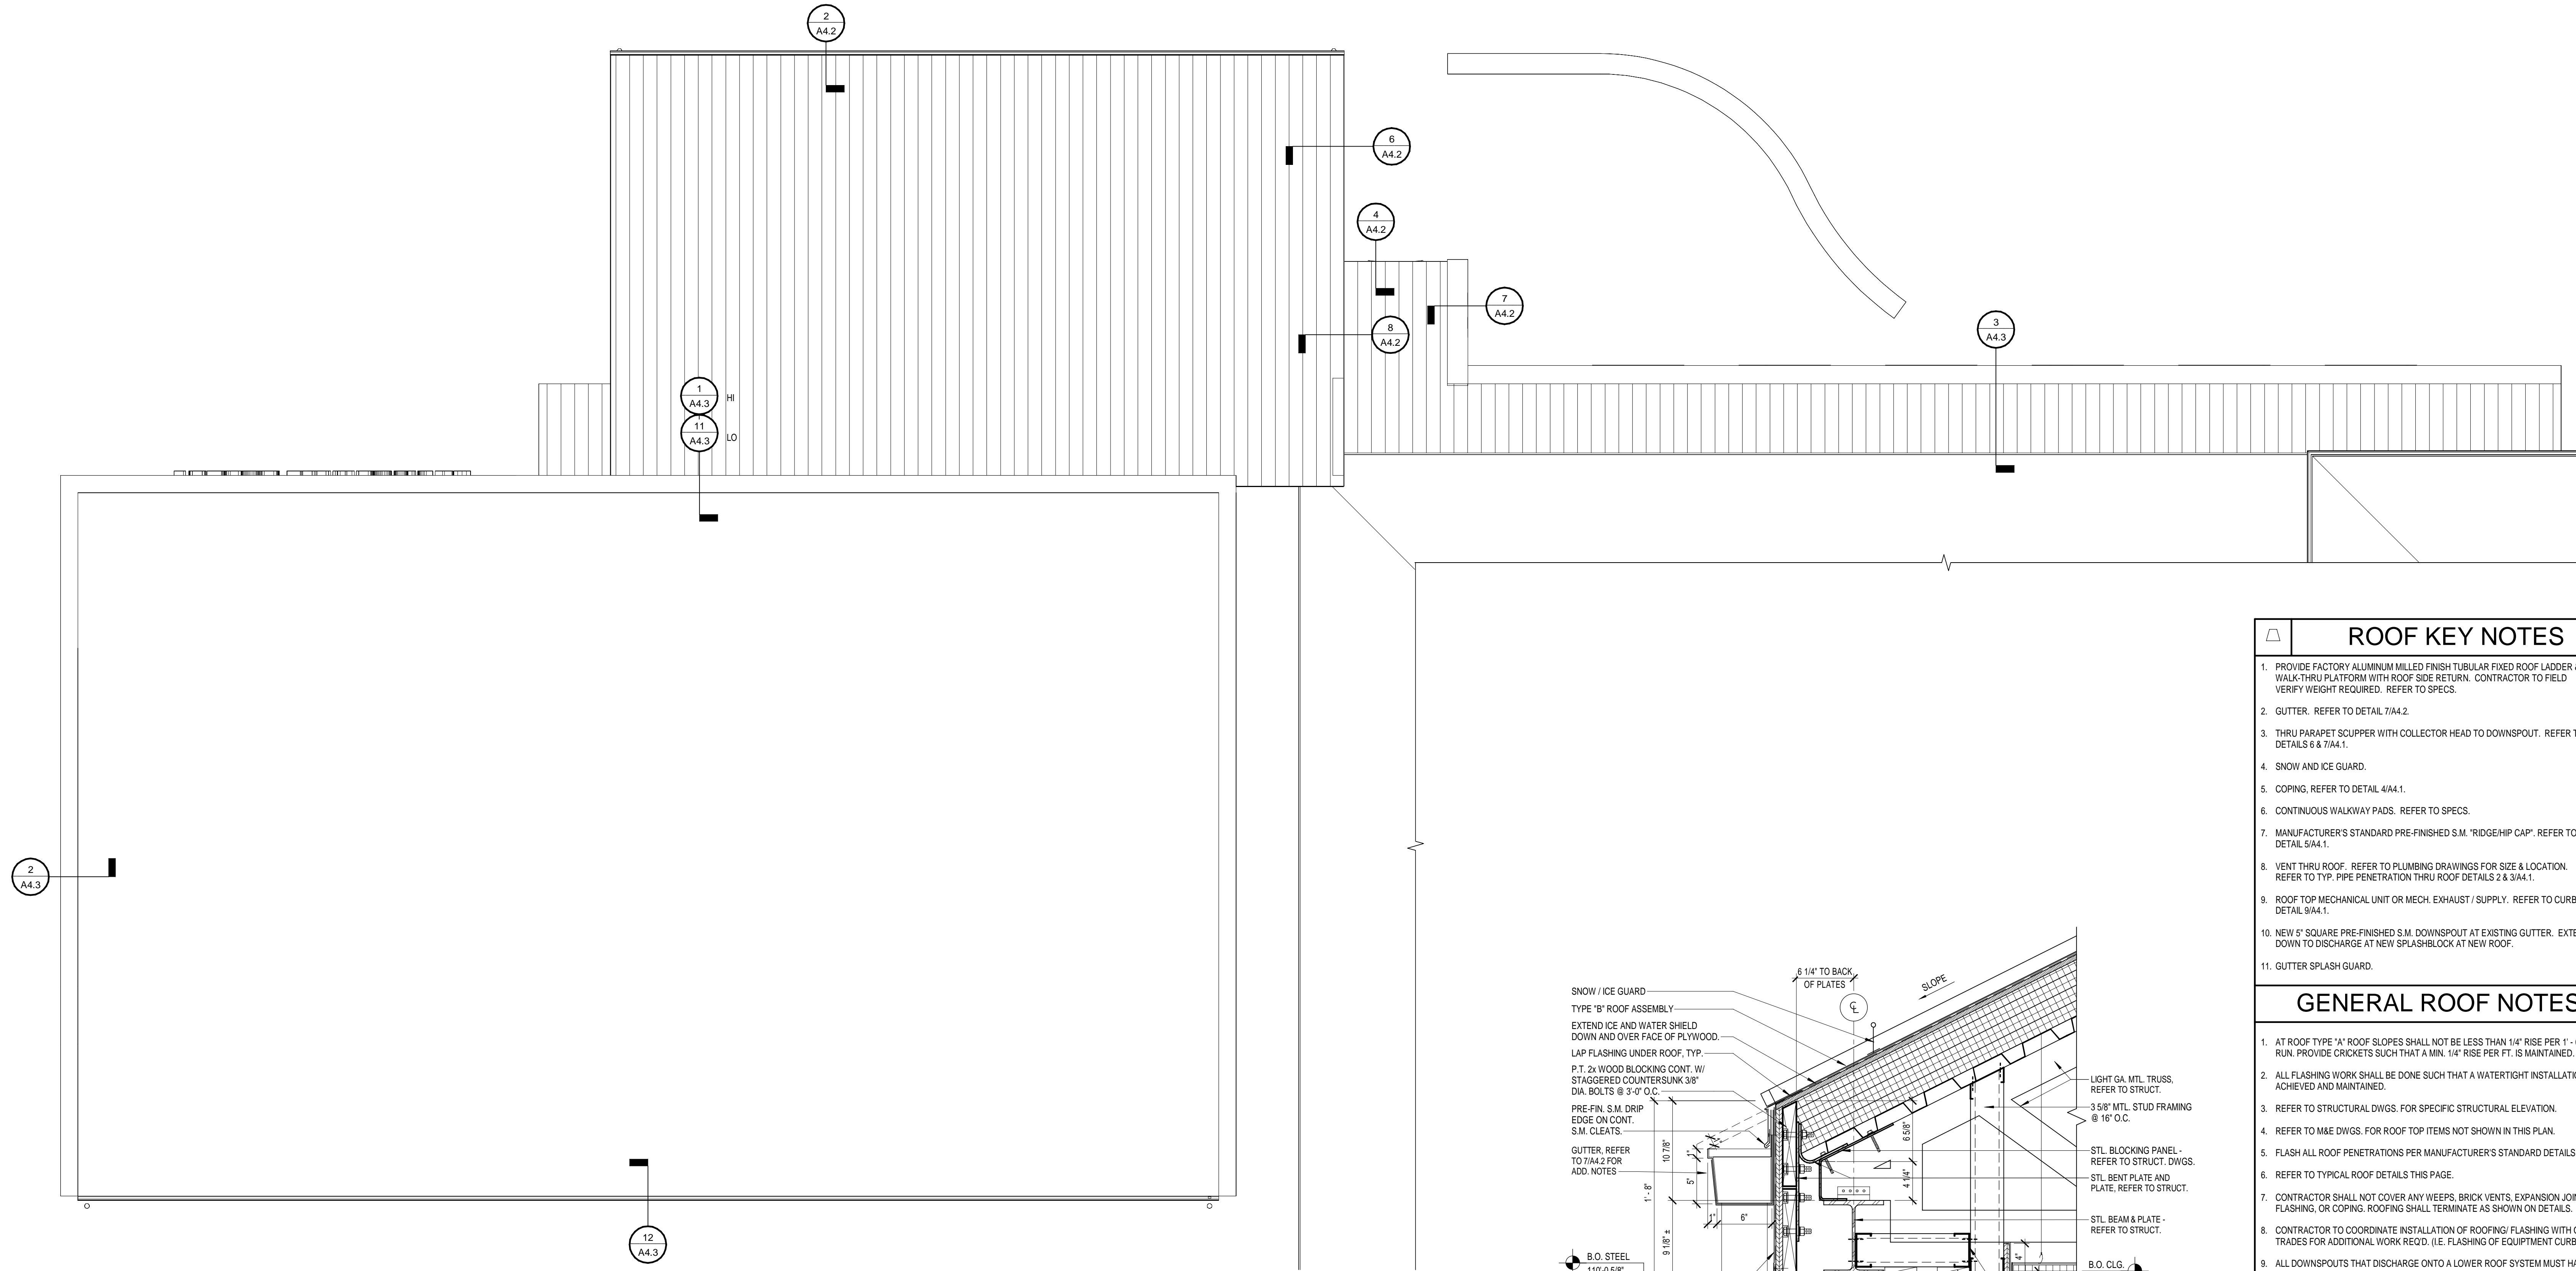 2
A4.2
6
A4.2
4
A4.2
7
A4.2
8
A4.2
3
A4.3
1
A4.3
HI
11
A4.3
LO
2
A4.3
12
A4.3
ROOF KEY NOTES
1. PROVIDE FACTORY ALUMINUM MILLED FINISH TUBULAR FIXED ROOF LADDER
WALK-THRU PLATFORM WITH ROOF SIDE RETURN. CONTRACTOR TO FIELD
VERIFY WEIGHT REQUIRED. REFER TO SPECS.
2. GUTTER. REFER TO DETAIL 7/A4.2.
3. THRU PARAPET SCUPPER WITH COLLECTOR HEAD TO DOWNSPOUT. REFER
DETAILS 6 & 7/A4.1.
4. SNOW AND ICE GUARD.
5. COPING, REFER TO DETAIL 4/A4.1.
6. CONTINUOUS WALKWAY PADS. REFER TO SPECS.
7. MANUFACTURER'S STANDARD PRE-FINISHED S.M. "RIDGE/HIP CAP". REFER TO
DETAIL 5/A4.1.
8. VENT THRU ROOF. REFER TO PLUMBING DRAWINGS FOR SIZE & LOCATION.
REFER TO TYP. PIPE PENETRATION THRU ROOF DETAILS 2 & 3/A4.1.
9. ROOF TOP MECHANICAL UNIT OR MECH. EXHAUST / SUPPLY. REFER TO CURB
DETAIL 9/A4.1.
10. NEW 5" SQUARE PRE-FINISHED S.M. DOWNSPOUT AT EXISTING GUTTER. EXTE
DOWN TO DISCHARGE AT NEW SPLASHBLOCK AT NEW ROOF.
11. GUTTER SPLASH GUARD.
GENERAL ROOF NOTES
1. AT ROOF TYPE "A" ROOF SLOPES SHALL NOT BE LESS THAN 1/4" RISE PER 1' -
RUN. PROVIDE CRICKETS SUCH THAT A MIN. 1/4" RISE PER FT. IS MAINTAINED.
2. ALL FLASHING WORK SHALL BE DONE SUCH THAT A WATERTIGHT INSTALLATIO
ACHIEVED AND MAINTAINED.
3. REFER TO STRUCTURAL DWGS. FOR SPECIFIC STRUCTURAL ELEVATION.
4. REFER TO M&E DWGS. FOR ROOF TOP ITEMS NOT SHOWN IN THIS PLAN.
5. FLASH ALL ROOF PENETRATIONS PER MANUFACTURER'S STANDARD DETAILS
6. REFER TO TYPICAL ROOF DETAILS THIS PAGE.
7. CONTRACTOR SHALL NOT COVER ANY WEEPS, BRICK VENTS, EXPANSION JOI
FLASHING, OR COPING. ROOFING SHALL TERMINATE AS SHOWN ON DETAILS.
8. CONTRACTOR TO COORDINATE INSTALLATION OF ROOFING/ FLASHING WITH
TRADES FOR ADDITIONAL WORK REQ'D. (I.E. FLASHING OF EQUIPTMENT CURB
9. ALL DOWNSPOUTS THAT DISCHARGE ONTO A LOWER ROOF SYSTEM MUST
6 1/4" TO BACK
OF PLATES
SLOPE
SNOW / ICE GUARD
TYPE "B" ROOF ASSEMBLY
EXTEND ICE AND WATER SHIELD
DOWN AND OVER FACE OF PLYWOOD.
LAP FLASHING UNDER ROOF, TYP.
P.T. 2x WOOD BLOCKING CONT. W/
STAGGERED COUNTERSUNK 3/8"
DIA. BOLTS @ 3'-0" O.C.
PRE-FIN. S.M. DRIP
EDGE ON CONT.
S.M. CLEATS.
GUTTER, REFER
TO 7/A4.2 FOR
ADD. NOTES
1' - 8"
10 7/8"
9 1/8" ±
1"
5"
1"
6"
6 5/8"
4 1/4"
4"
B.O. STEEL
110'-0 5/8"
LIGHT GA. MTL. TRUSS,
REFER TO STRUCT.
3 5/8" MTL. STUD FRAMING
@ 16" O.C.
STL. BLOCKING PANEL -
REFER TO STRUCT. DWGS.
STL. BENT PLATE AND
PLATE, REFER TO STRUCT.
STL. BEAM & PLATE -
REFER TO STRUCT.
B.O. CLG.